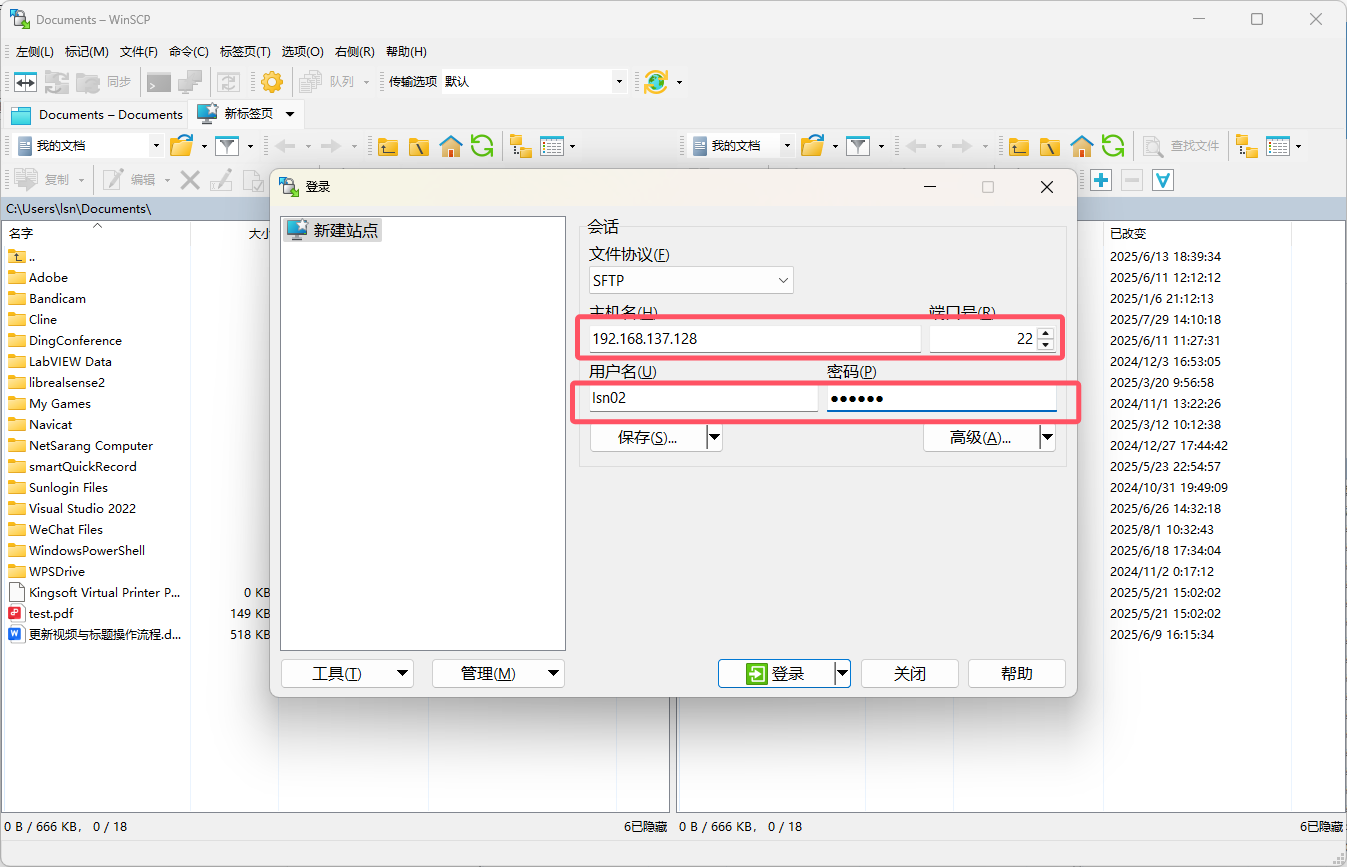 Documents – WinSCP
左侧(L) 标记(M) 文件(F) 命令(C) 标签页(T) 选项(O) 右侧(R) 帮助(H)
同步 队列 传输选项 默认
Documents – Documents 新标签页
我的文档 我的文档 查找文件
复制 编辑
C:\Users\lsn\Documents\
名字 大小 已改变
..
Adobe
Bandicam
Cline
DingConference
LabVIEW Data
librealsense2
My Games
Navicat
NetSarang Computer
smartQuickRecord
Sunlogin Files
Visual Studio 2022
WeChat Files
WindowsPowerShell
WPSDrive
Kingsoft Virtual Printer P... 0 KB
test.pdf 149 KB
更新视频与标题操作流程.d... 518 KB
登录
新建站点
会话
文件协议(F)
SFTP
主机名(H) 端口号(R)
192.168.137.128 22
用户名(U) 密码(P)
lsn02 ●●●●●●
保存(S)... 高级(A)...
工具(T) 管理(M) 登录 关闭 帮助
2025/6/13 18:39:34
2025/6/11 12:12:12
2025/1/6 21:12:13
2025/7/29 14:10:18
2025/6/11 11:27:31
2024/12/3 16:53:05
2025/3/20 9:56:58
2024/11/1 13:22:26
2025/3/12 10:12:38
2024/12/27 17:44:42
2025/5/23 22:54:57
2024/10/31 19:49:09
2025/6/26 14:32:18
2025/8/1 10:32:43
2025/6/18 17:34:04
2024/11/2 0:17:12
2025/5/21 15:02:02
2025/5/21 15:02:02
2025/6/9 16:15:34
0 B / 666 KB， 0 / 18 6已隐藏 0 B / 666 KB， 0 / 18 6已隐藏